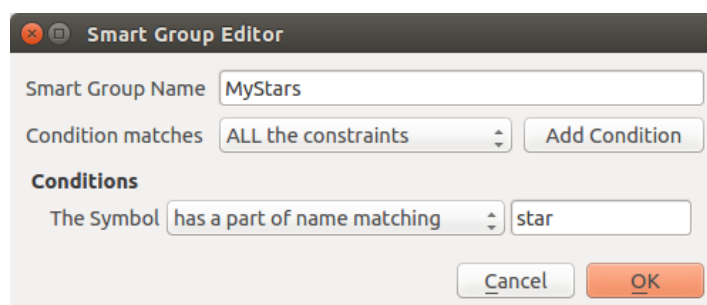 Smart Group Editor
Smart Group Name MyStars
Condition matches ALL the constraints Add Condition
Conditions
The Symbol has a part of name matching star
Cancel OK